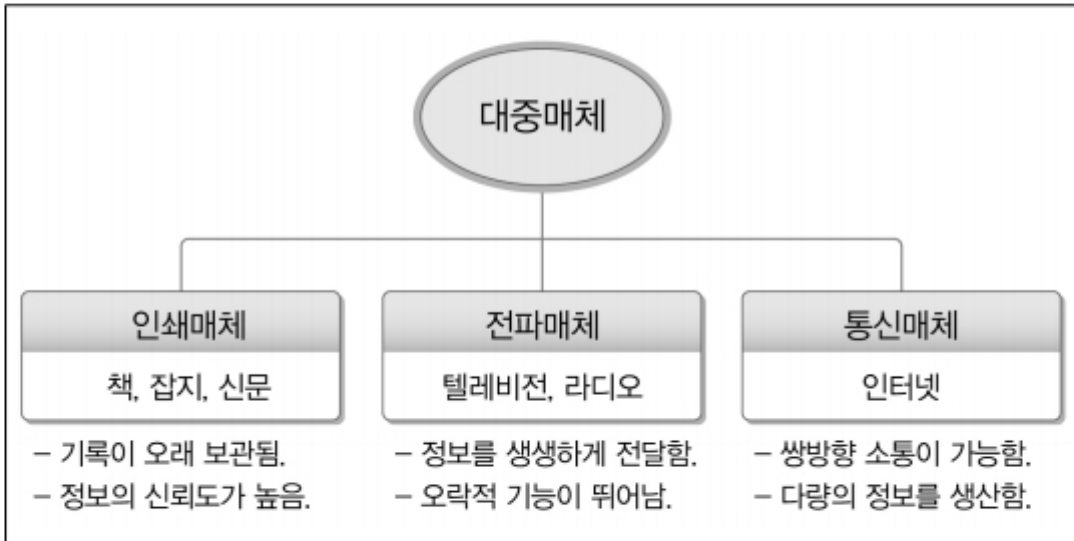 대중매체
인쇄매체
책, 잡지, 신문
– 기록이 오래 보관됨.
– 정보의 신뢰도가 높음.
전파매체
텔레비전, 라디오
– 정보를 생생하게 전달함.
– 오락적 기능이 뛰어남.
통신매체
인터넷
– 쌍방향 소통이 가능함.
– 다량의 정보를 생산함.